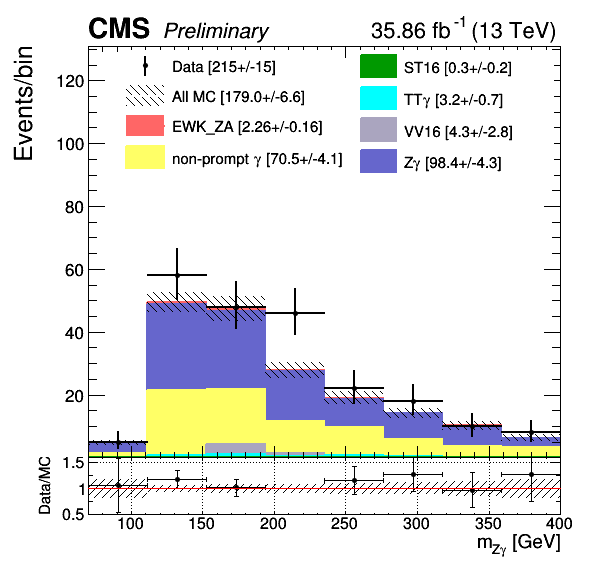 CMS Preliminary 35.86 fb⁻¹ (13 TeV)
Events/bin
Data [215+/-15]
All MC [179.0+/-6.6]
EWK_ZA [2.26+/-0.16]
non-prompt γ [70.5+/-4.1]
ST16 [0.3+/-0.2]
TTγ [3.2+/-0.7]
VV16 [4.3+/-2.8]
Zγ [98.4+/-4.3]
120
100
80
60
40
20
Data/MC
1.5
1
0.5
100 150 200 250 300 350 400
m_Zγ [GeV]